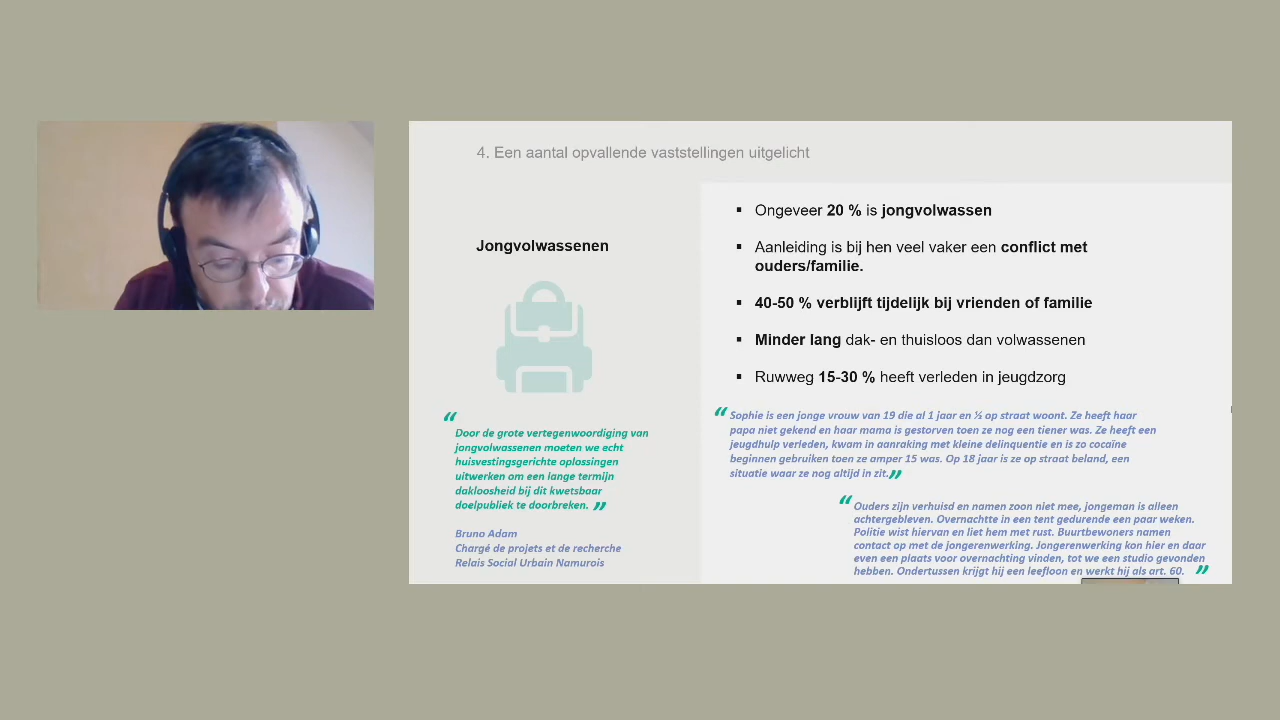 4. Een aantal opvallende vaststellingen uitgelicht
Jongvolwassenen
▪ Ongeveer 20 % is jongvolwassen
▪ Aanleiding is bij hen veel vaker een conflict met
ouders/familie.
▪ 40-50 % verblijft tijdelijk bij vrienden of familie
▪ Minder lang dak- en thuisloos dan volwassenen
▪ Ruwweg 15-30 % heeft verleden in jeugdzorg
“ Door de grote vertegenwoordiging van
jongvolwassenen moeten we echt
huisvestingsgerichte oplossingen
uitwerken om een lange termijn
dakloosheid bij dit kwetsbaar
doelpubliek te doorbreken. ”
Bruno Adam
Chargé de projets et de recherche
Relais Social Urbain Namurois
“ Sophie is een jonge vrouw van 19 die al 1 jaar en ½ op straat woont. Ze heeft haar
papa niet gekend en haar mama is gestorven toen ze nog een tiener was. Ze heeft een
jeugdhulp verleden, kwam in aanraking met kleine delinquentie en is zo cocaïne
beginnen gebruiken toen ze amper 15 was. Op 18 jaar is ze op straat beland, een
situatie waar ze nog altijd in zit. ”
“ Ouders zijn verhuisd en namen zoon niet mee, jongeman is alleen
achtergebleven. Overnachtte in een tent gedurende een paar weken.
Politie wist hiervan en liet hem met rust. Buurtbewoners namen
contact op met de jongerenwerking. Jongerenwerking kon hier en daar
even een plaats voor overnachting vinden, tot we een studio gevonden
hebben. Ondertussen krijgt hij een leefloon en werkt hij als art. 60. ”